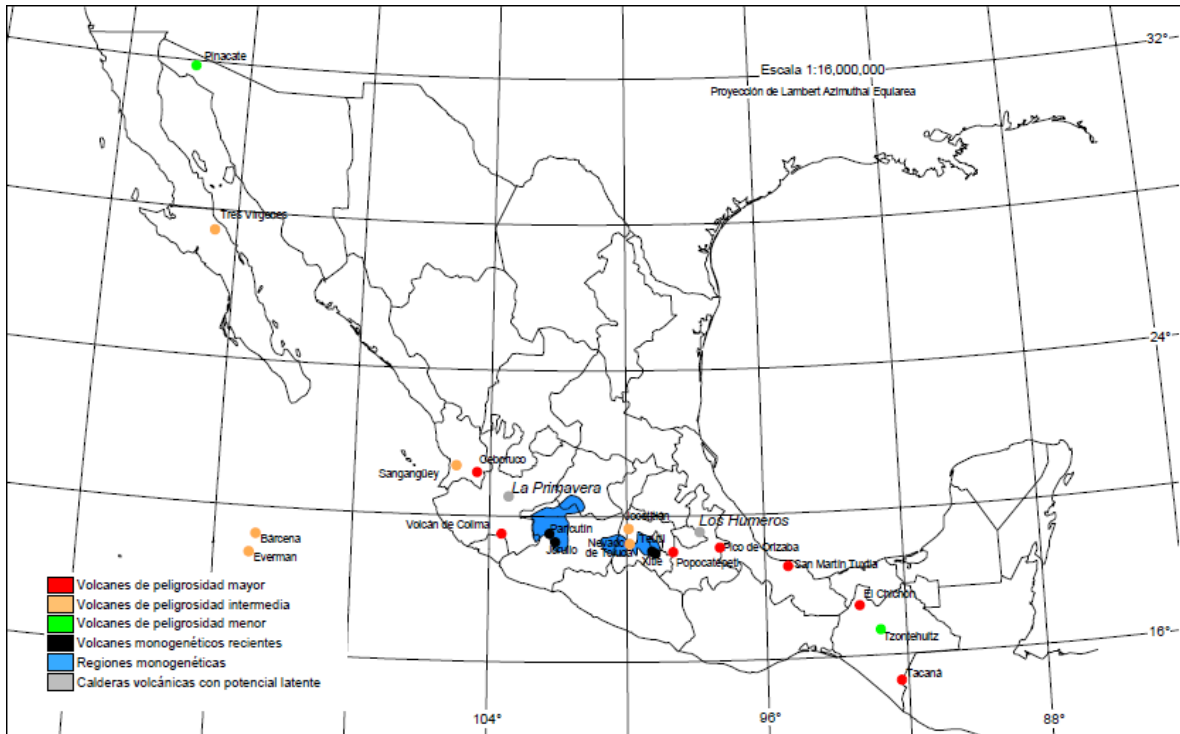 Pinacate
32°
Escala 1:16,000,000
Proyección de Lambert Azimuthal Equiarea
Tres Vírgenes
24°
Ceboruco
Sangangüey
La Primavera
Los Humeros
Volcán de Colima
Paricutín
Jorullo
Nevado
de Toluca
Teutli
Xitle
Popocatépetl
Pico de Orizaba
San Martín Tuxtla
Bárcena
Everman
El Chichón
Tzontehuitz
16°
Tacaná
Volcanes de peligrosidad mayor
Volcanes de peligrosidad intermedia
Volcanes de peligrosidad menor
Volcanes monogenéticos recientes
Regiones monogenéticas
Calderas volcánicas con potencial latente
104°
96°
88°